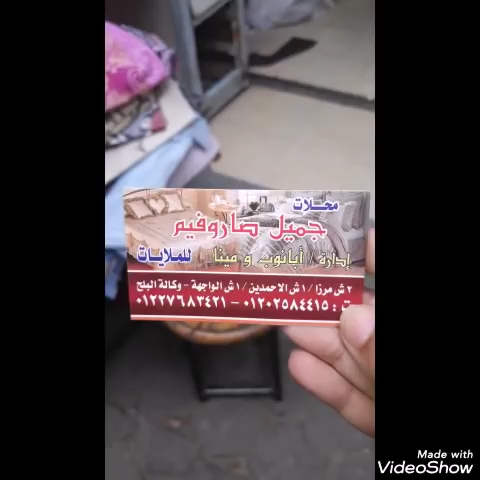 محلات
جميل صاروفيم
إدارة / أبانوب و مينا للملايات
٢ ش مرزا / ١ ش الاحمدين / ١ ش الواجهة - وكالة البلح
ت : ٠١٢٠٢٥٨٤٤١٥ - ٠١٢٢٧٦٨٣٤٢١
Made with
VideoShow